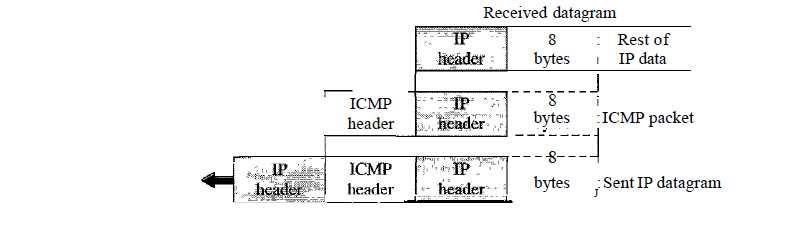 Received datagram
IP header
8 bytes
Rest of IP data
ICMP header
IP header
8 bytes
ICMP packet
IP header
ICMP header
IP header
8 bytes
Sent IP datagram